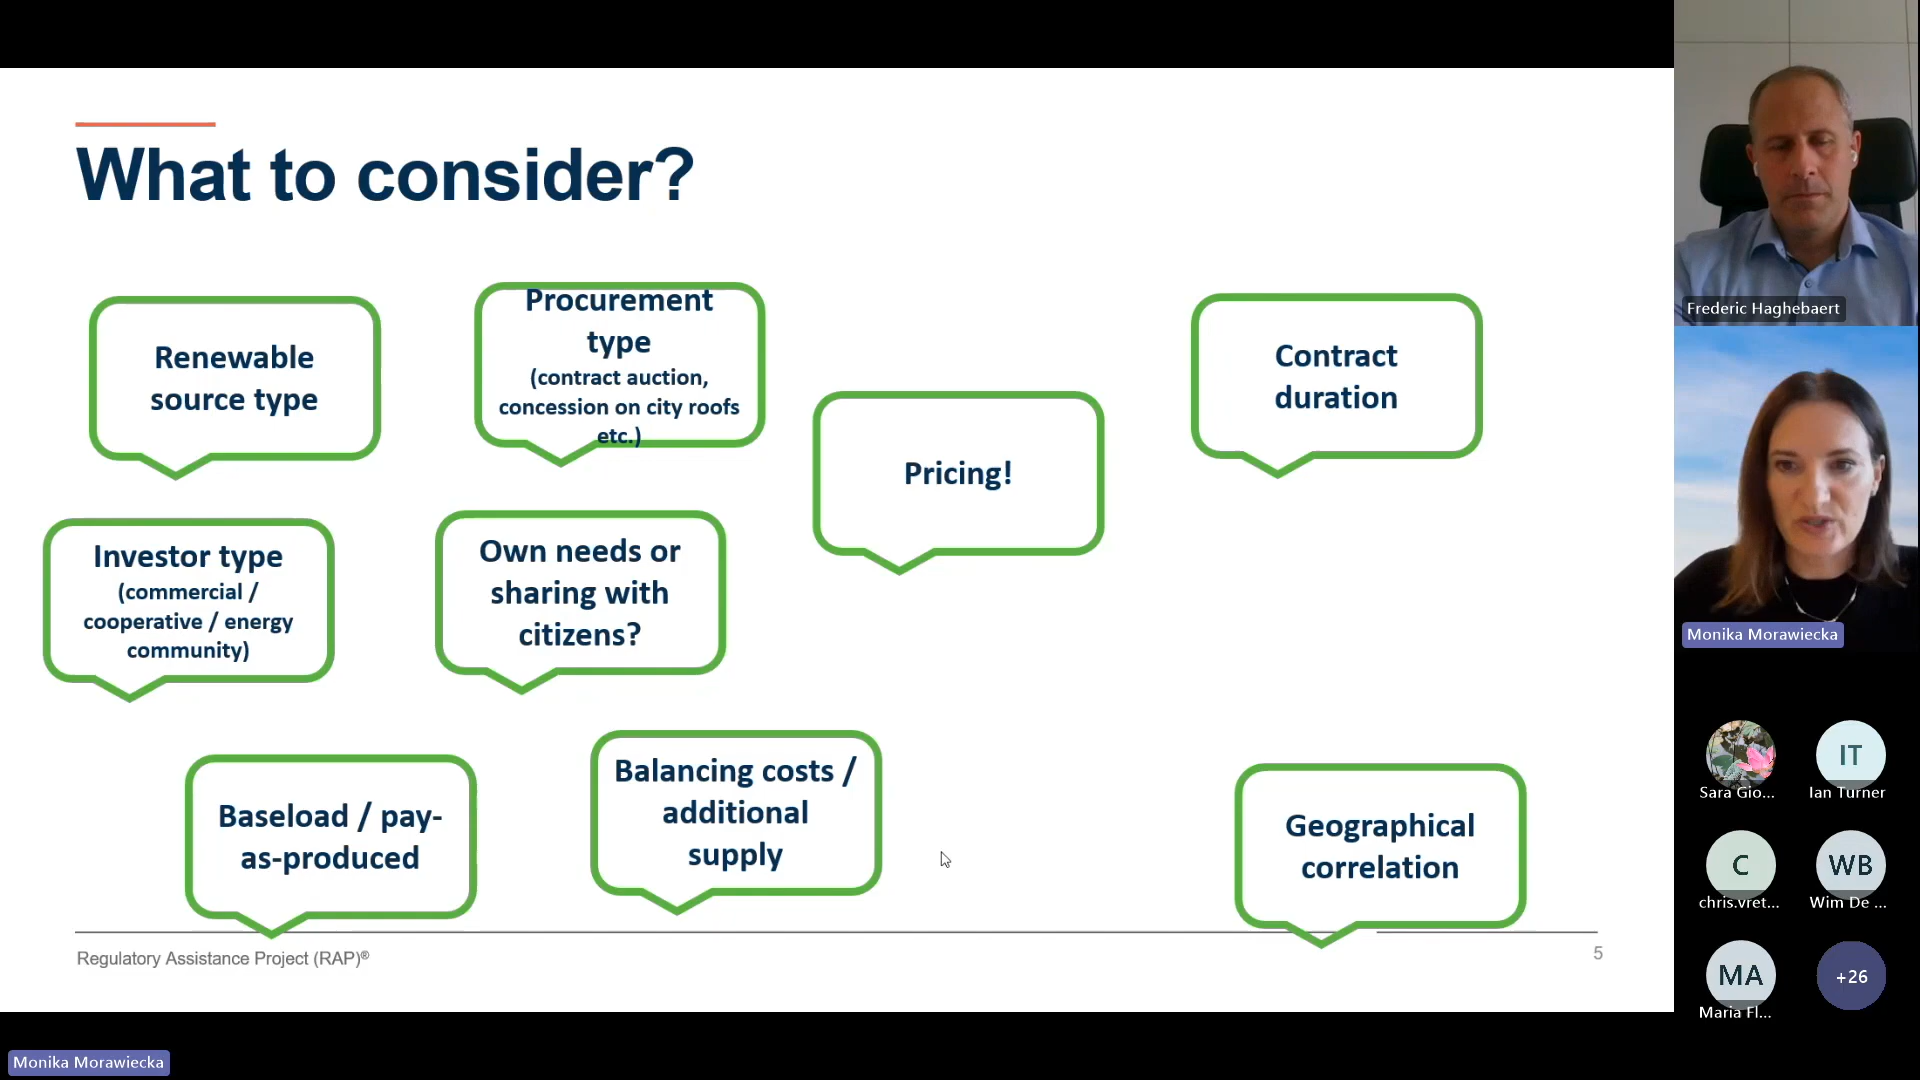 What to consider?
Renewable
source type
Procurement
type
(contract auction,
concession on city roofs
etc.)
Pricing!
Contract
duration
Investor type
(commercial /
cooperative / energy
community)
Own needs or
sharing with
citizens?
Baseload / pay-
as-produced
Balancing costs /
additional
supply
Geographical
correlation
Regulatory Assistance Project (RAP)®
5
Frederic Haghebaert
Monika Morawiecka
Sara Gio...
IT
Ian Turner
C
chris.vret...
WB
Wim De ...
MA
Maria Fl...
+26
Monika Morawiecka